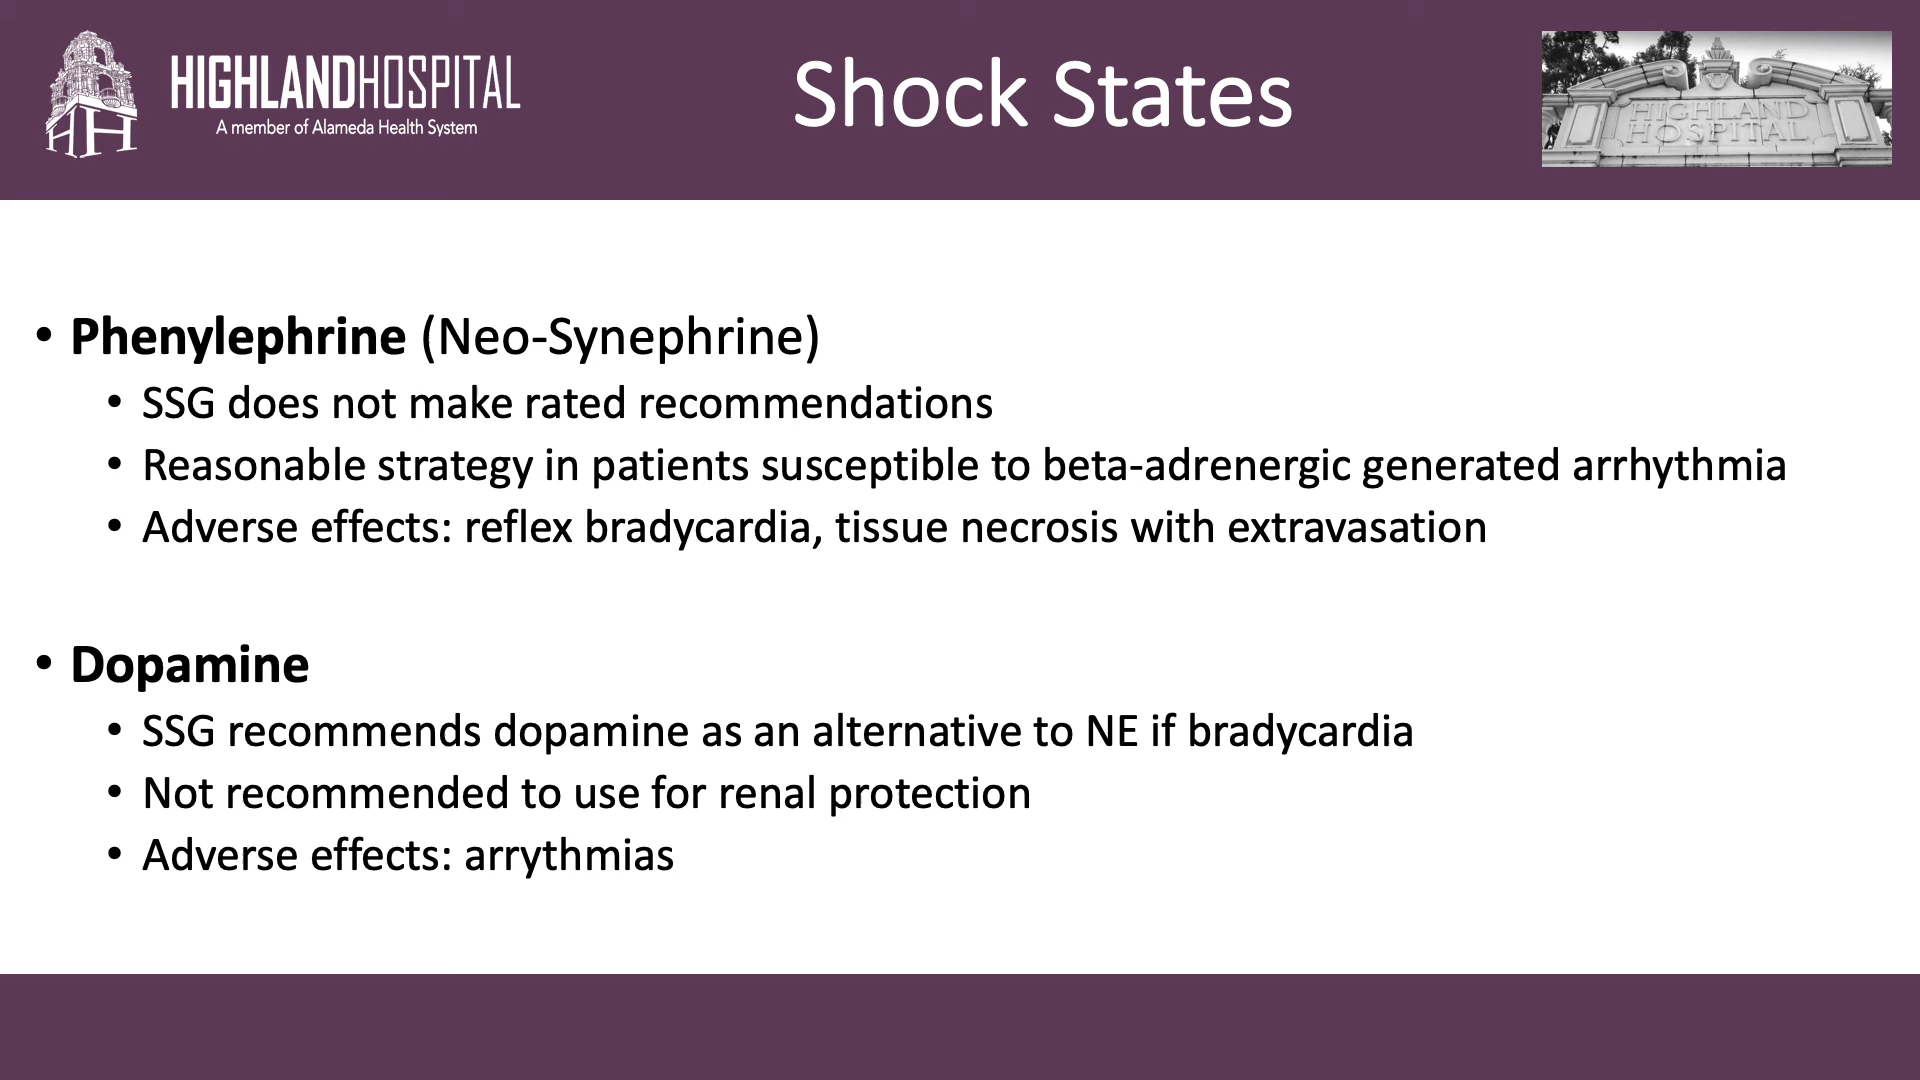 HIGHLANDHOSPITAL
A member of Alameda Health System
Shock States
HIGHLAND
HOSPITAL
• Phenylephrine (Neo-Synephrine)
• SSG does not make rated recommendations
• Reasonable strategy in patients susceptible to beta-adrenergic generated arrhythmia
• Adverse effects: reflex bradycardia, tissue necrosis with extravasation
• Dopamine
• SSG recommends dopamine as an alternative to NE if bradycardia
• Not recommended to use for renal protection
• Adverse effects: arrythmias